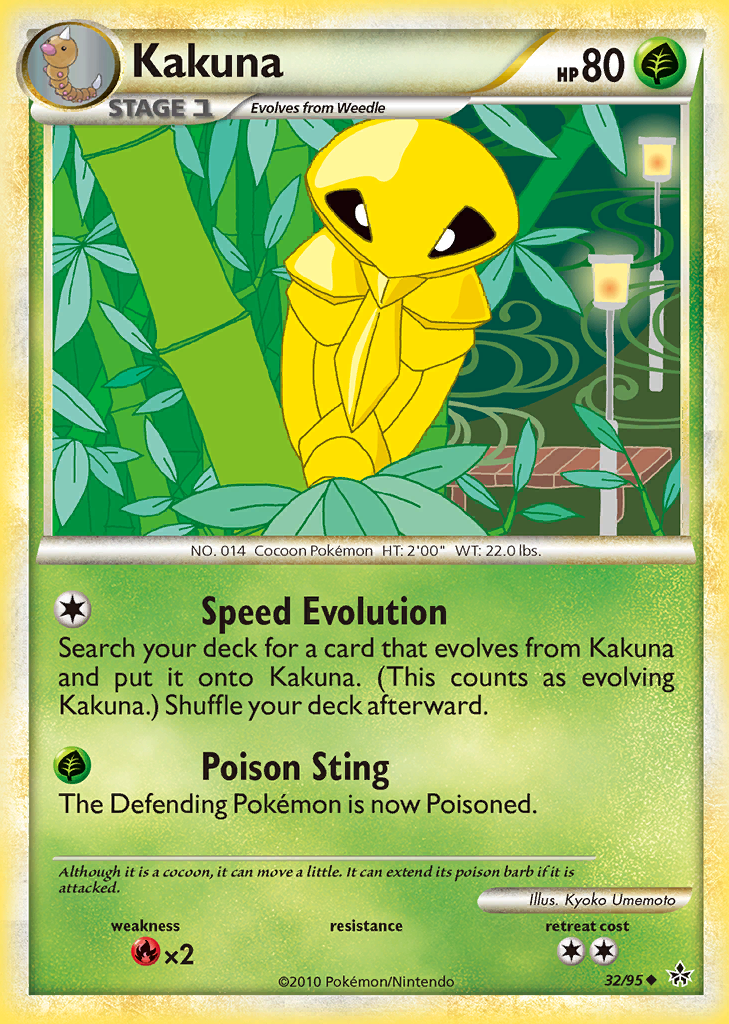 Kakuna
HP 80
STAGE 1
Evolves from Weedle
NO. 014 Cocoon Pokémon HT: 2'00" WT: 22.0 lbs.
Speed Evolution
Search your deck for a card that evolves from Kakuna
and put it onto Kakuna. (This counts as evolving
Kakuna.) Shuffle your deck afterward.
Poison Sting
The Defending Pokémon is now Poisoned.
Although it is a cocoon, it can move a little. It can extend its poison barb if it is
attacked.
Illus. Kyoko Umemoto
weakness
resistance
retreat cost
×2
©2010 Pokémon/Nintendo
32/95